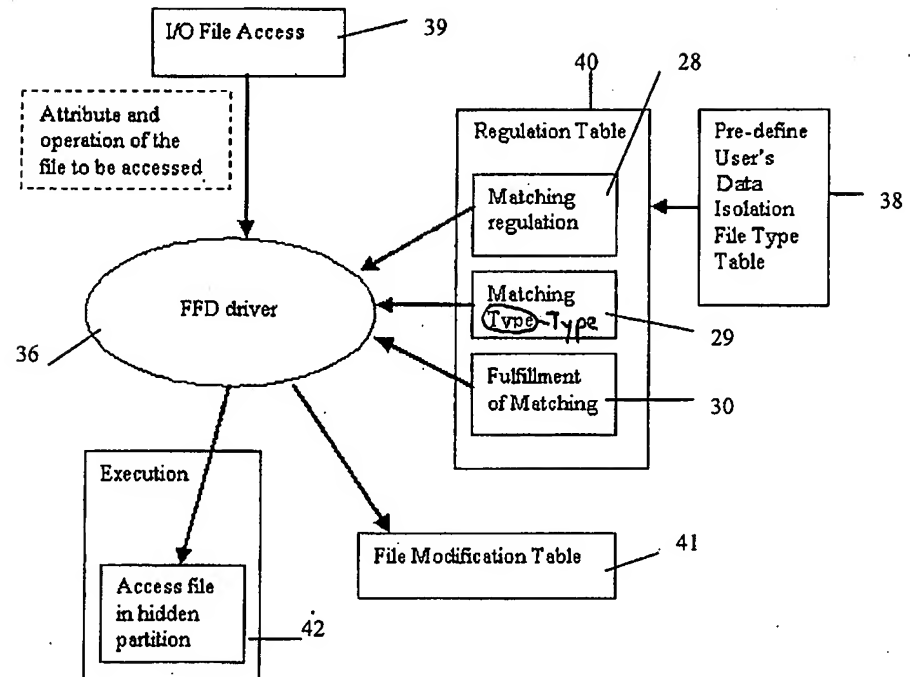 I/O File Access
39
Attribute and
operation of the
file to be accessed
40
28
Regulation Table
Pre-define
User's
Data
Isolation
File Type
Table
38
Matching
regulation
Matching
Type Type
29
Fulfillment
of Matching
30
FFD driver
36
Execution
Access file
in hidden
partition
42
File Modification Table
41